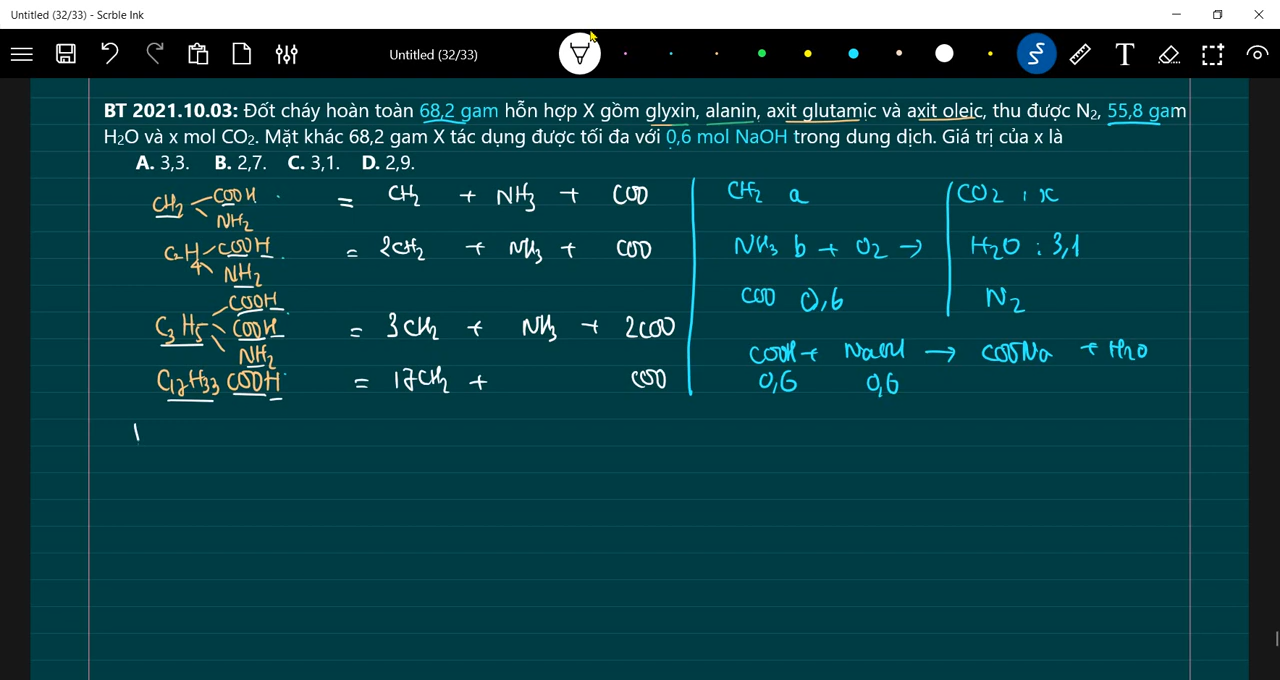 Untitled (32/33) - Scrble Ink
Untitled (32/33)
T
BT 2021.10.03: Đốt cháy hoàn toàn 68,2 gam hỗn hợp X gồm glyxin, alanin, axit glutamic và axit oleic, thu được N2, 55,8 gam
H2O và x mol CO2. Mặt khác 68,2 gam X tác dụng được tối đa với 0,6 mol NaOH trong dung dịch. Giá trị của x là
A. 3,3. B. 2,7. C. 3,1. D. 2,9.
CH2 COOH NH2 = CH2 + NH3 + COO
C2H4 COOH NH2 = 2CH2 + NH3 + COO
C3H5 COOH COOH NH2 = 3CH2 + NH3 + 2COO
C17H33 COOH = 17CH2 + COO
CH2 a CO2 : x
NH3 b + O2 → H2O : 3,1
COO 0,6 N2
COOH + NaOH → COONa + H2O
0,6 0,6